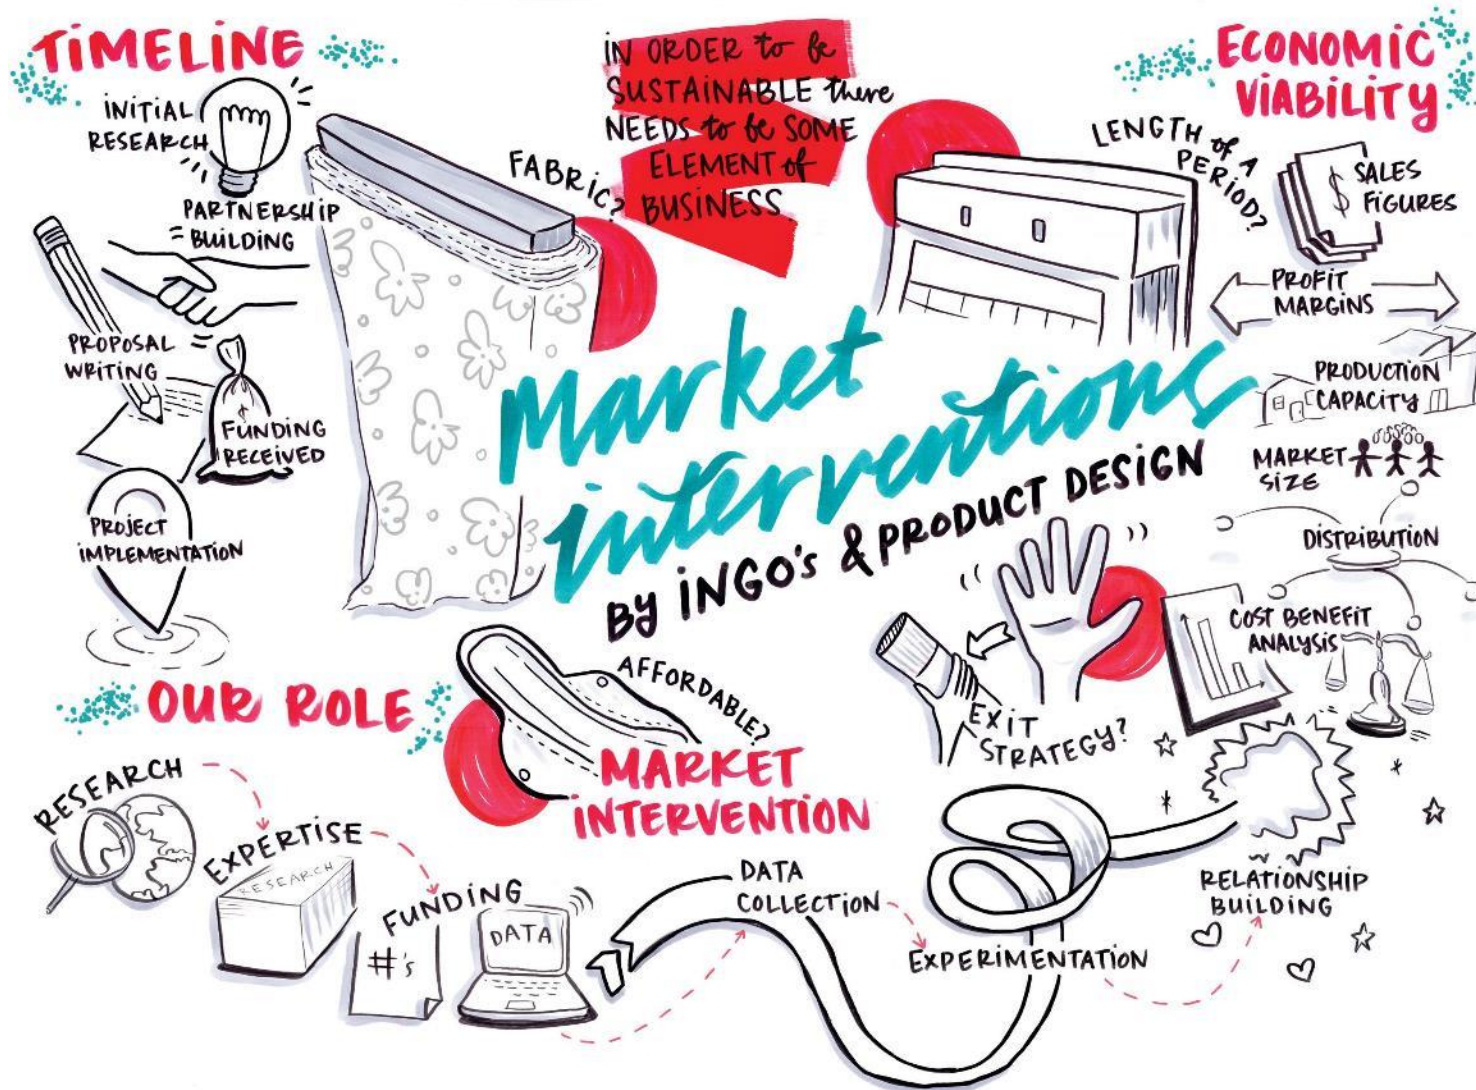 TiMELiNE
iNiTiAL
RESEARCH
PARTNERSHiP
BUiLDiNG
PROPOSAL
WRiTiNG
$
FUNDiNG
RECEiVED
PROJECT
iMPLEMENTATiON
FABRiC?
iN ORDER to be
SUSTAiNABLE there
NEEDS to be SOME
ELEMENT of
BUSiNESS
ECONOMiC
ViABiLiTY
LENGTH of A
PERiOD?
$
SALES
FiGURES
PROFiT
MARGiNS
PRODUCTiON
CAPACiTY
MARKET
SiZE
DiSTRiBUTiON
COST BENEFiT
ANALYSiS
Market
interventions
BY iNGO's & PRODUCT DESiGN
EXiT
STRATEGY?
AFFORDABLE?
OUR ROLE
RESEARCH
EXPERTiSE
RESEARCH
FUNDiNG
#'s
DATA
MARKET
iNTERVENTiON
DATA
COLLECTiON
EXPERiMENTATiON
RELATiONSHiP
BUiLDiNG